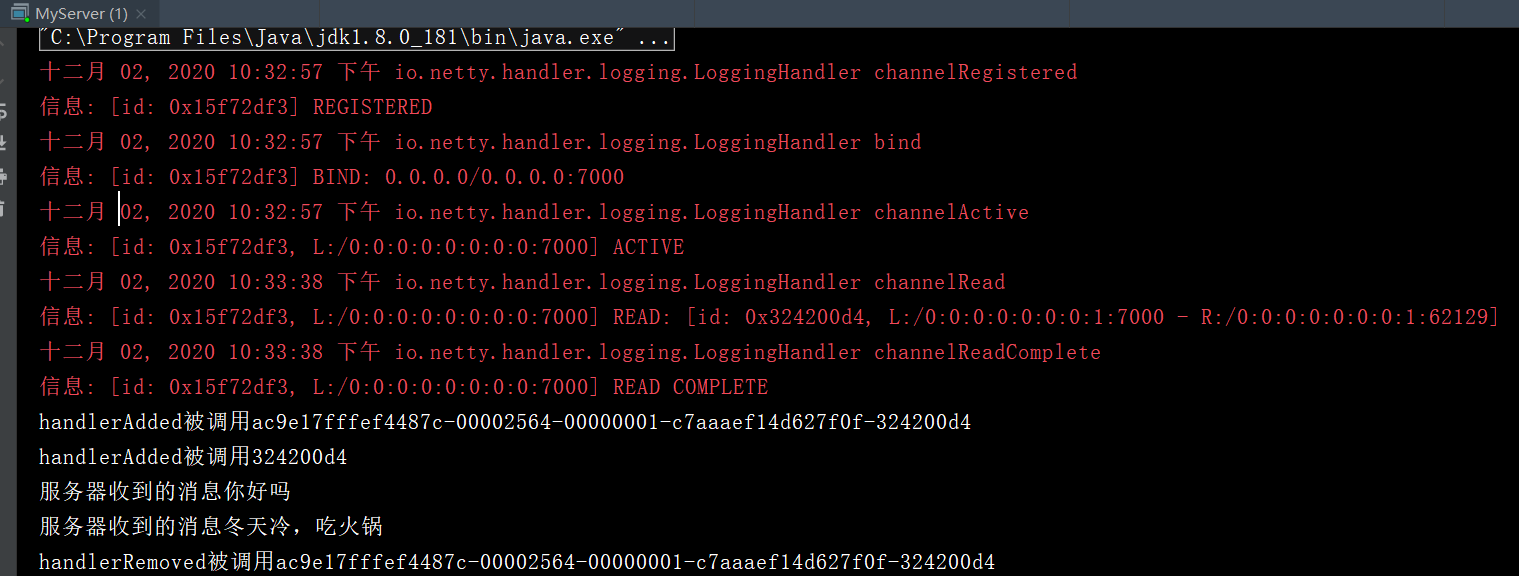 MyServer (1)
"C:\Program Files\Java\jdk1.8.0_181\bin\java.exe" ...
十二月 02, 2020 10:32:57 下午 io.netty.handler.logging.LoggingHandler channelRegistered
信息: [id: 0x15f72df3] REGISTERED
十二月 02, 2020 10:32:57 下午 io.netty.handler.logging.LoggingHandler bind
信息: [id: 0x15f72df3] BIND: 0.0.0.0/0.0.0.0:7000
十二月 02, 2020 10:32:57 下午 io.netty.handler.logging.LoggingHandler channelActive
信息: [id: 0x15f72df3, L:/0:0:0:0:0:0:0:0:7000] ACTIVE
十二月 02, 2020 10:33:38 下午 io.netty.handler.logging.LoggingHandler channelRead
信息: [id: 0x15f72df3, L:/0:0:0:0:0:0:0:0:7000] READ: [id: 0x324200d4, L:/0:0:0:0:0:0:0:1:7000 - R:/0:0:0:0:0:0:0:1:62129]
十二月 02, 2020 10:33:38 下午 io.netty.handler.logging.LoggingHandler channelReadComplete
信息: [id: 0x15f72df3, L:/0:0:0:0:0:0:0:0:7000] READ COMPLETE
handlerAdded被调用ac9e17fffef4487c-00002564-00000001-c7aaaef14d627f0f-324200d4
handlerAdded被调用324200d4
服务器收到的消息你好吗
服务器收到的消息冬天冷，吃火锅
handlerRemoved被调用ac9e17fffef4487c-00002564-00000001-c7aaaef14d627f0f-324200d4